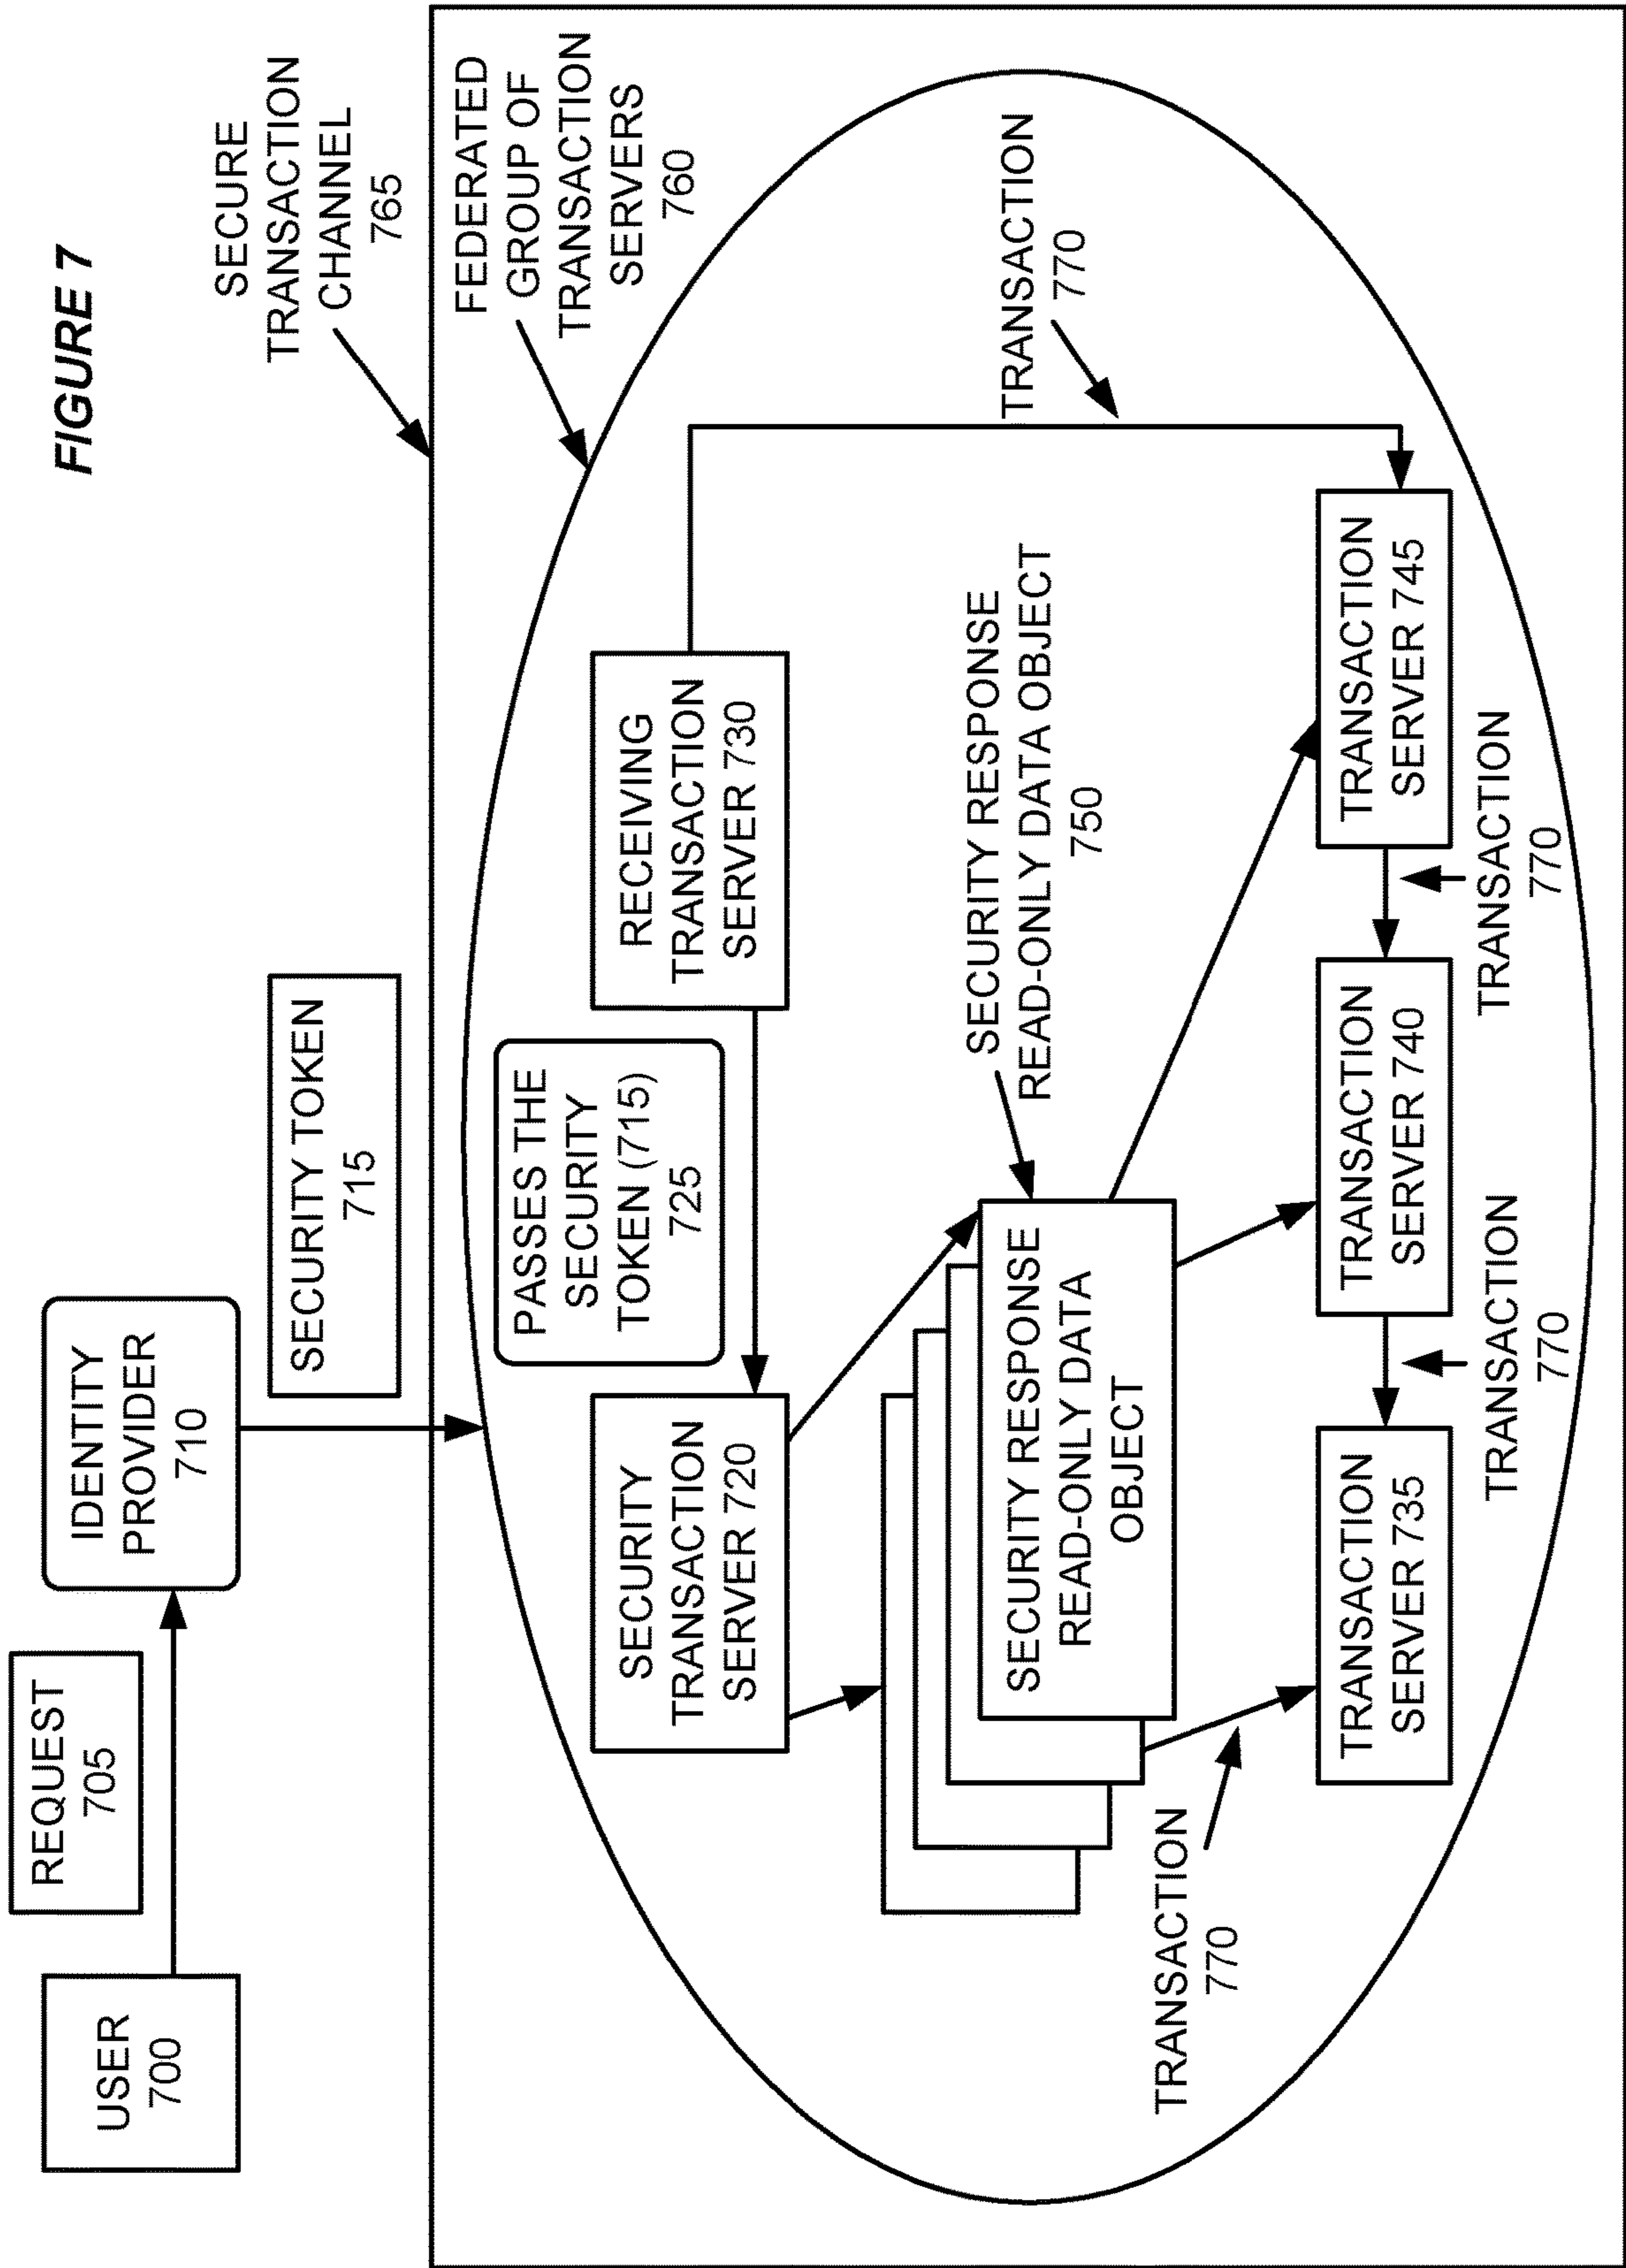 FIGURE 7
USER
700
REQUEST
705
IDENTITY
PROVIDER
710
SECURITY TOKEN
715
SECURE
TRANSACTION
CHANNEL
765
FEDERATED
GROUP OF
TRANSACTION
SERVERS
760
SECURITY
TRANSACTION
SERVER 720
PASSES THE
SECURITY
TOKEN (715)
725
RECEIVING
TRANSACTION
SERVER 730
TRANSACTION
770
SECURITY RESPONSE
READ-ONLY DATA OBJECT
750
SECURITY RESPONSE
READ-ONLY DATA
OBJECT
TRANSACTION
770
TRANSACTION
SERVER 735
TRANSACTION
SERVER 740
TRANSACTION
SERVER 745
TRANSACTION
770
TRANSACTION
770